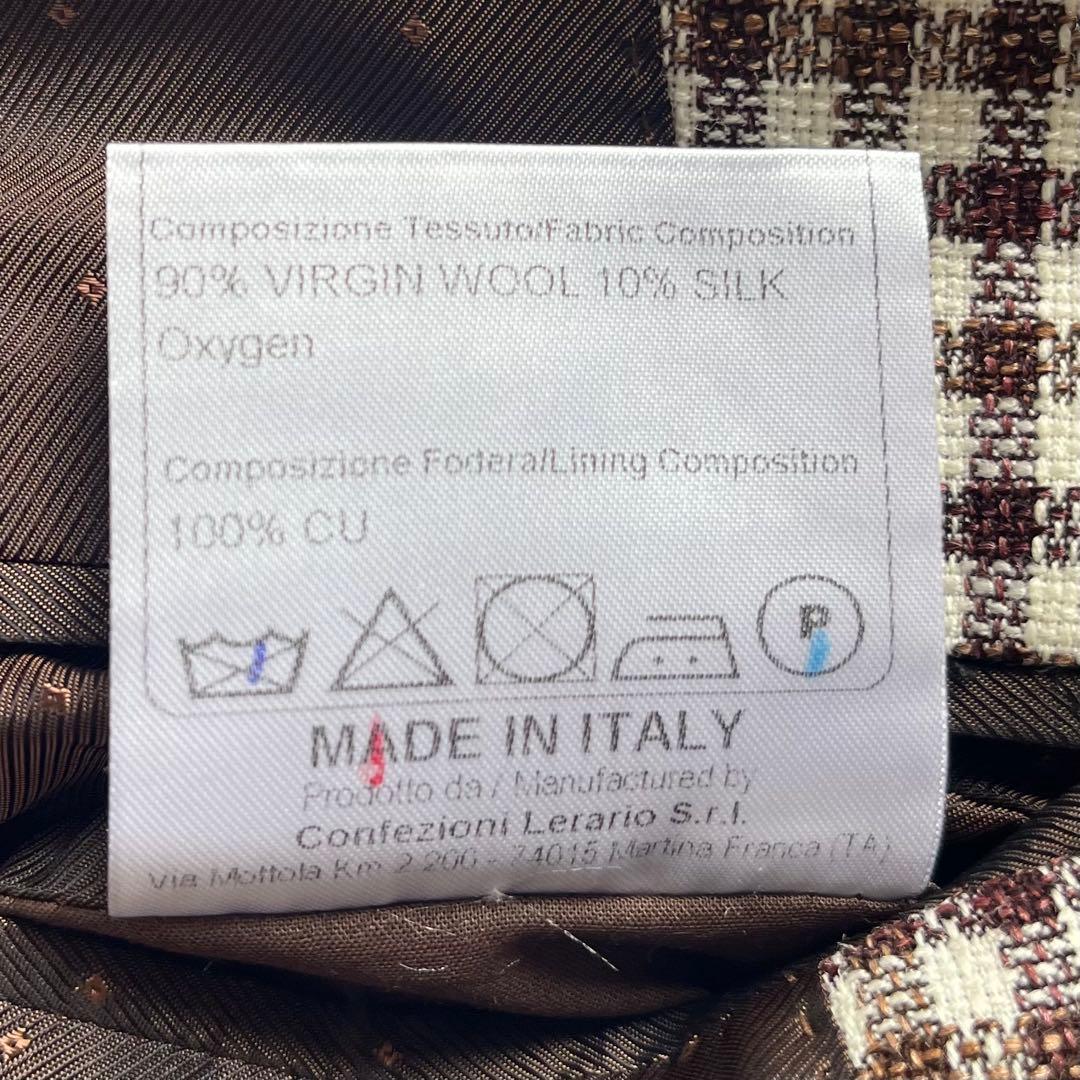 Composizione Tessuto/Fabric Composition
90% VIRGIN WOOL 10% SILK
Oxygen
Composizione Fodera/Lining Composition
100% CU
P
MADE IN ITALY
Prodotto da / Manufactured by
Confezioni Lerario S.r.l.
Via Mottola Km 2.200 - 74015 Martina Franca (TA)